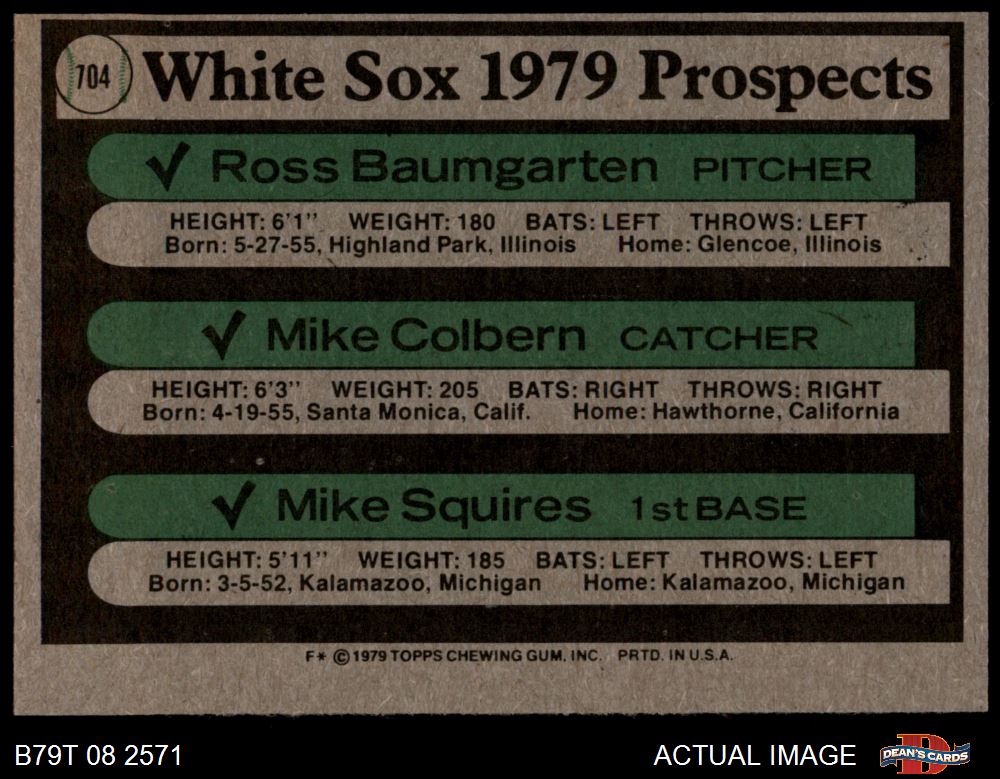 704 White Sox 1979 Prospects
✓ Ross Baumgarten PITCHER
HEIGHT: 6'1'' WEIGHT: 180 BATS: LEFT THROWS: LEFT
Born: 5-27-55, Highland Park, Illinois Home: Glencoe, Illinois
✓ Mike Colbern CATCHER
HEIGHT: 6'3'' WEIGHT: 205 BATS: RIGHT THROWS: RIGHT
Born: 4-19-55, Santa Monica, Calif. Home: Hawthorne, California
✓ Mike Squires 1st BASE
HEIGHT: 5'11'' WEIGHT: 185 BATS: LEFT THROWS: LEFT
Born: 3-5-52, Kalamazoo, Michigan Home: Kalamazoo, Michigan
F* © 1979 TOPPS CHEWING GUM, INC. PRTD. IN U.S.A.
B79T 08 2571 ACTUAL IMAGE DEAN'S CARDS